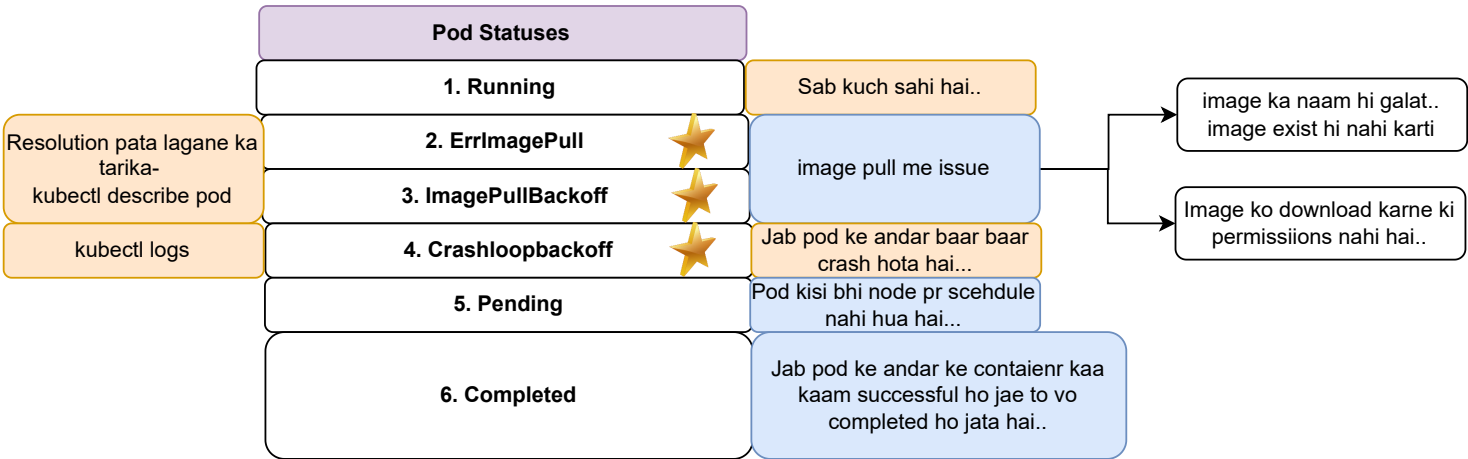 Pod Statuses
1. Running
Sab kuch sahi hai..
image ka naam hi galat..
image exist hi nahi karti
Resolution pata lagane ka
tarika-
kubectl describe pod
2. ErrImagePull
image pull me issue
3. ImagePullBackoff
Image ko download karne ki
permissiions nahi hai..
kubectl logs
4. Crashloopbackoff
Jab pod ke andar baar baar
crash hota hai...
5. Pending
Pod kisi bhi node pr scehdule
nahi hua hai...
6. Completed
Jab pod ke andar ke contaienr kaa
kaam successful ho jae to vo
completed ho jata hai..